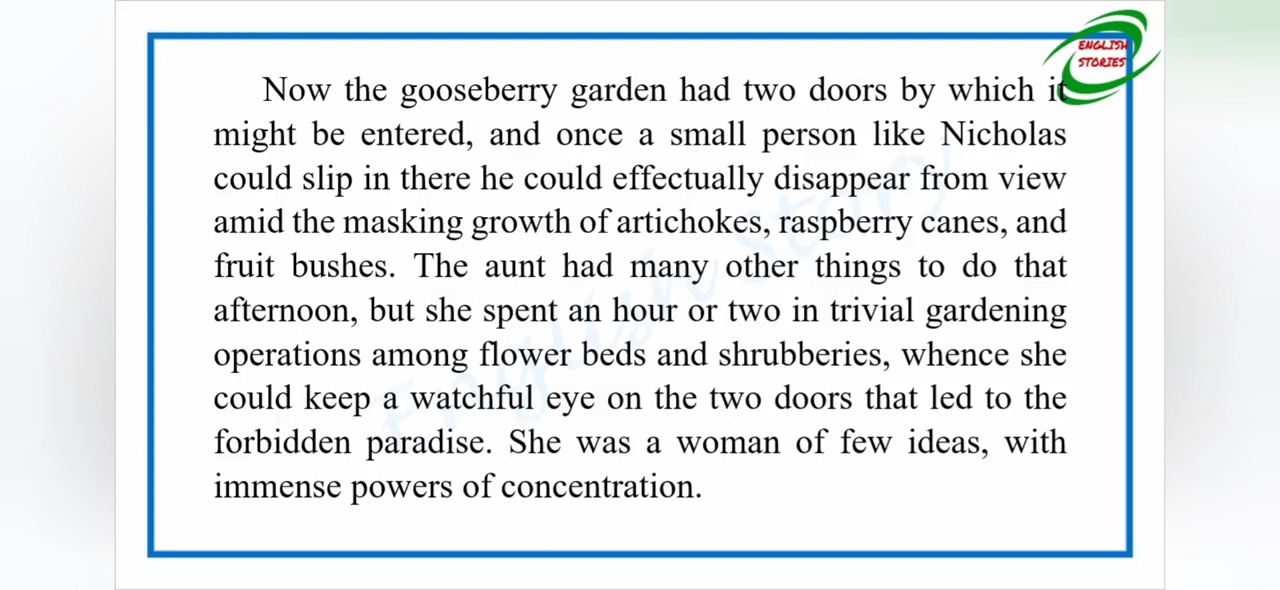 ENGLISH
STORIES
Now the gooseberry garden had two doors by which it
might be entered, and once a small person like Nicholas
could slip in there he could effectually disappear from view
amid the masking growth of artichokes, raspberry canes, and
fruit bushes. The aunt had many other things to do that
afternoon, but she spent an hour or two in trivial gardening
operations among flower beds and shrubberies, whence she
could keep a watchful eye on the two doors that led to the
forbidden paradise. She was a woman of few ideas, with
immense powers of concentration.
English Story